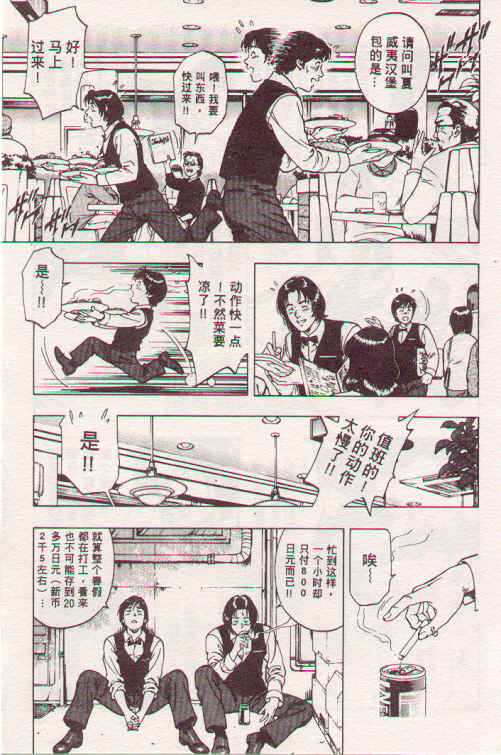 请问叫夏
威夷汉堡
包的是…
喂！我要
叫东西，
快过来!!
好！
马上
过来！
动作快一点
！不然菜要
凉了!!
是～!!
值班的！
你的动作
太慢了!!
是!!
唉～
忙到这样，
一个小时却
只付800
日元而已!!
就算整个暑假
都在打工，看来
也不可能存到20
多万日元（新币
2千5左右）…